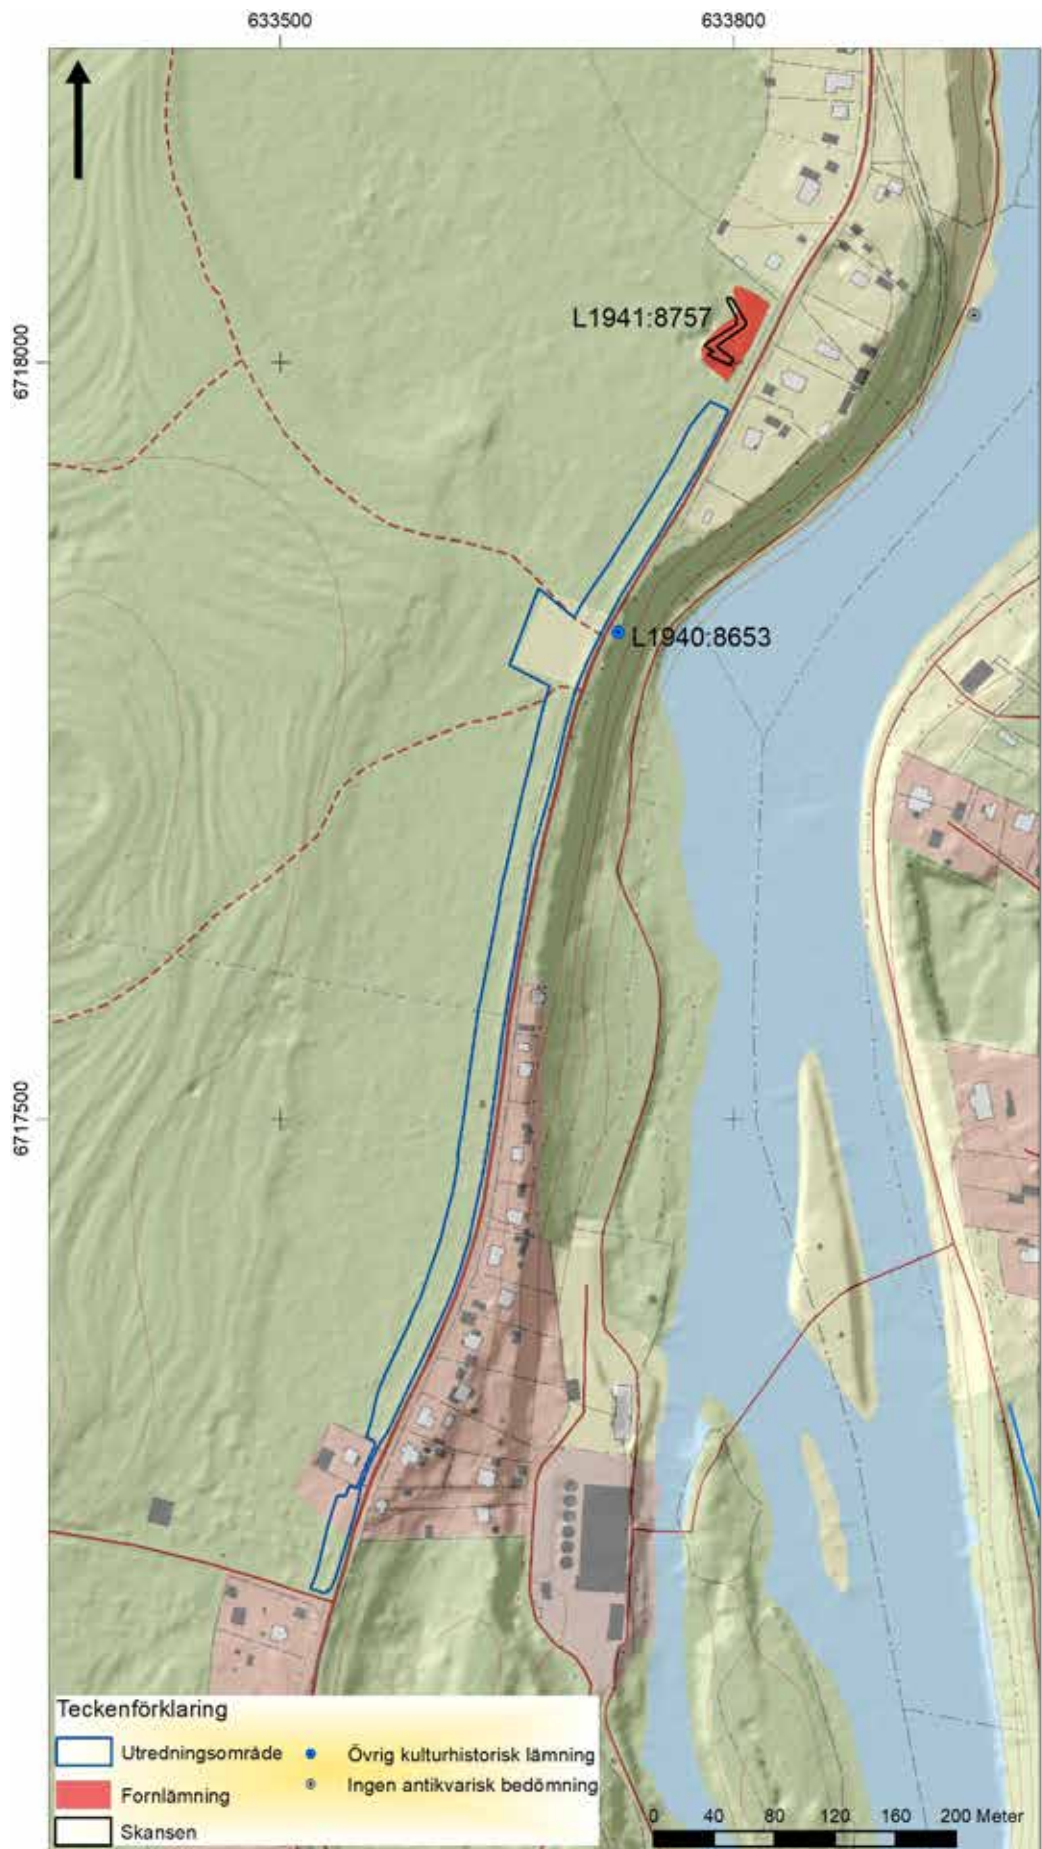 633500 633800
L1941:8757
6718000
L1940:8653
6717500
Teckenförklaring
Utredningsområde
Övrig kulturhistorisk lämning
Ingen antikvarisk bedömning
Fornlämning
Skansen
0 40 80 120 160 200 Meter